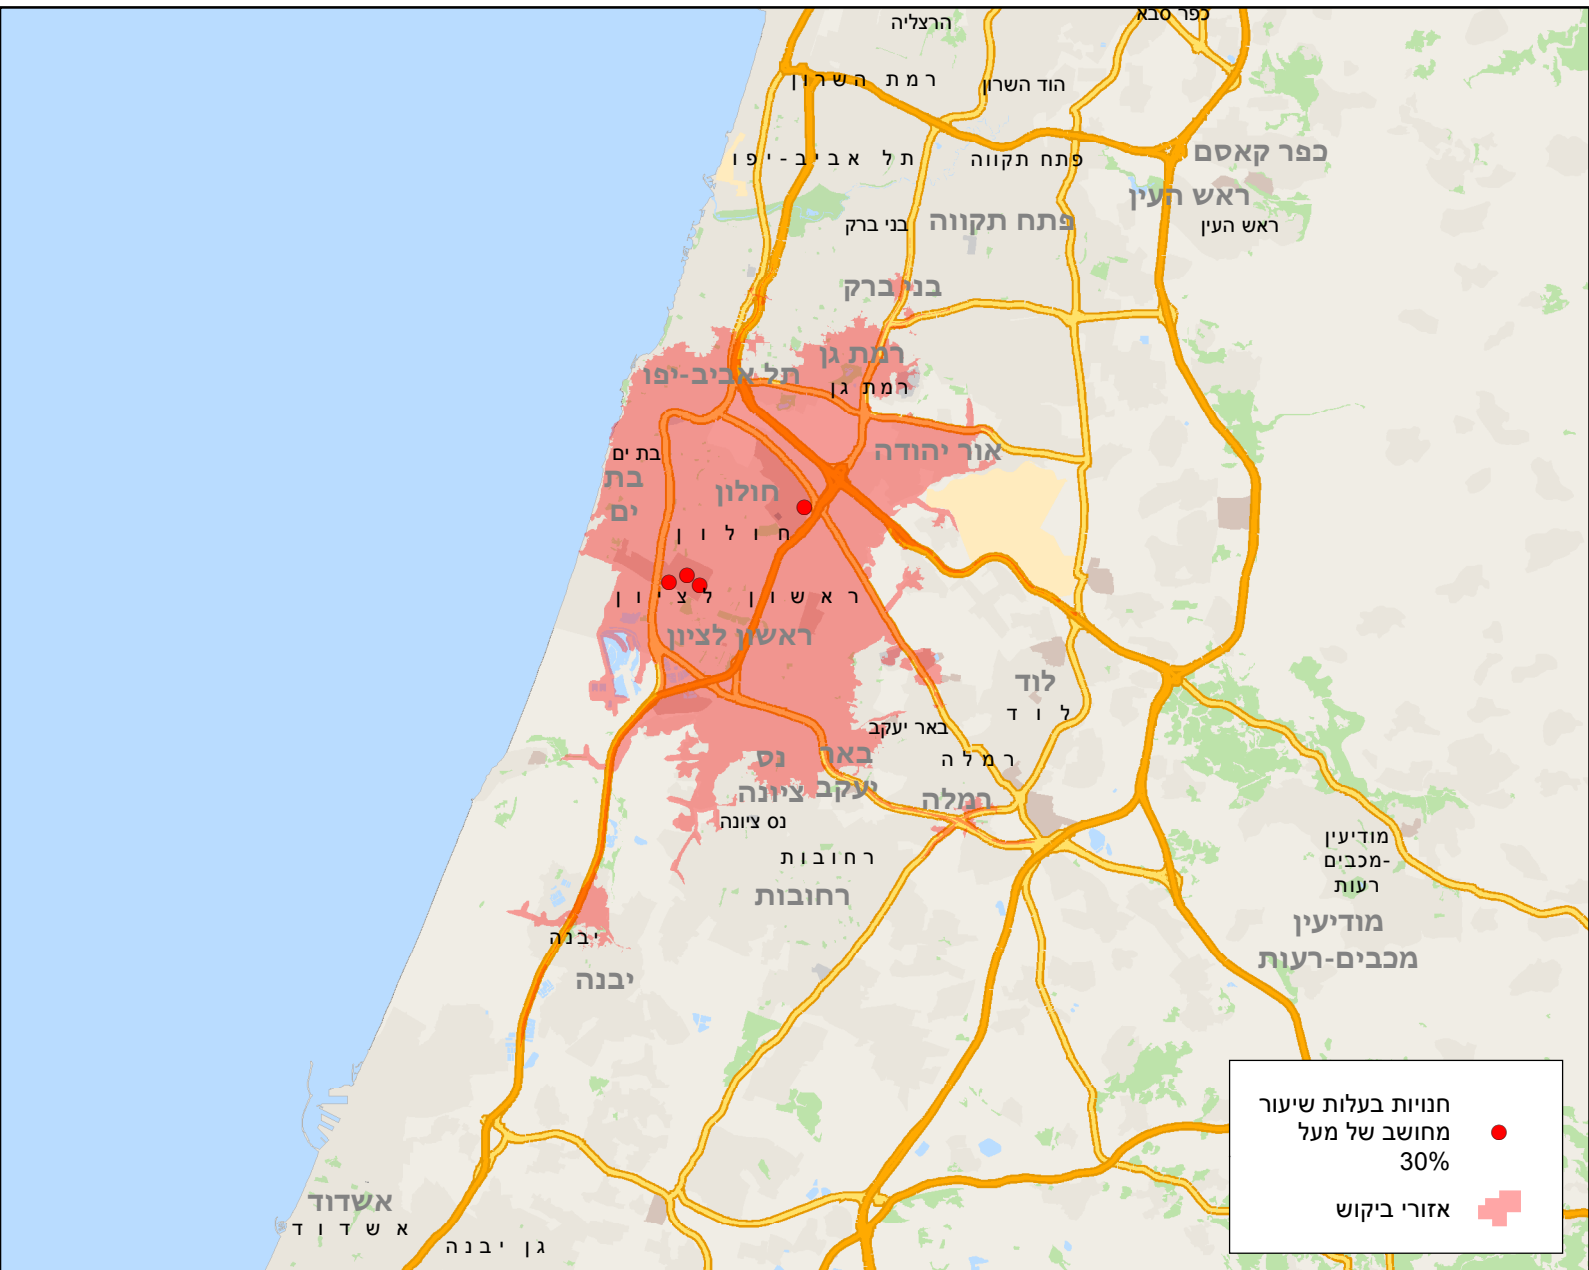 כפר סבא
הרצליה
רמת השרון
הוד השרון
תל אביב-יפו
פתח תקווה
כפר קאסם
ראש העין
ראש העין
בני ברק
פתח תקווה
בני ברק
רמת גן
תל אביב-יפו
רמת גן
אור יהודה
בת ים
בת
ים
חולון
חולון
ראשון לציון
ראשון לציון
לוד
לוד
באר יעקב
באר
יעקב
נס
ציונה
רמלה
רמלה
נס ציונה
רחובות
רחובות
מודיעין
-מכבים
רעות
מודיעין
מכבים-רעות
יבנה
יבנה
אשדוד
אשדוד
גן יבנה
חנויות בעלות שיעור
מחושב של מעל
30%
אזורי ביקוש